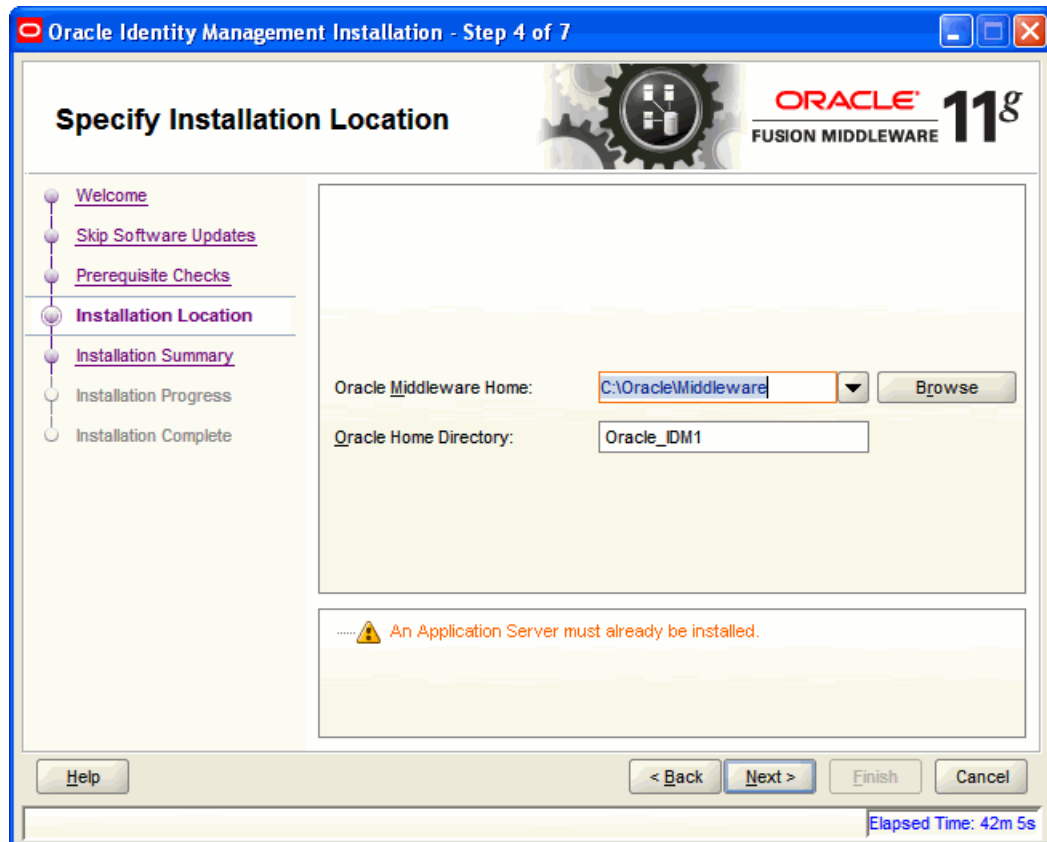 Oracle Identity Management Installation - Step 4 of 7
Specify Installation Location
ORACLE
FUSION MIDDLEWARE 11g
Welcome
Skip Software Updates
Prerequisite Checks
Installation Location
Installation Summary
Installation Progress
Installation Complete
Oracle Middleware Home: C:\Oracle\Middleware Browse
Oracle Home Directory: Oracle_IDM1
An Application Server must already be installed.
Help < Back Next > Finish Cancel
Elapsed Time: 42m 5s